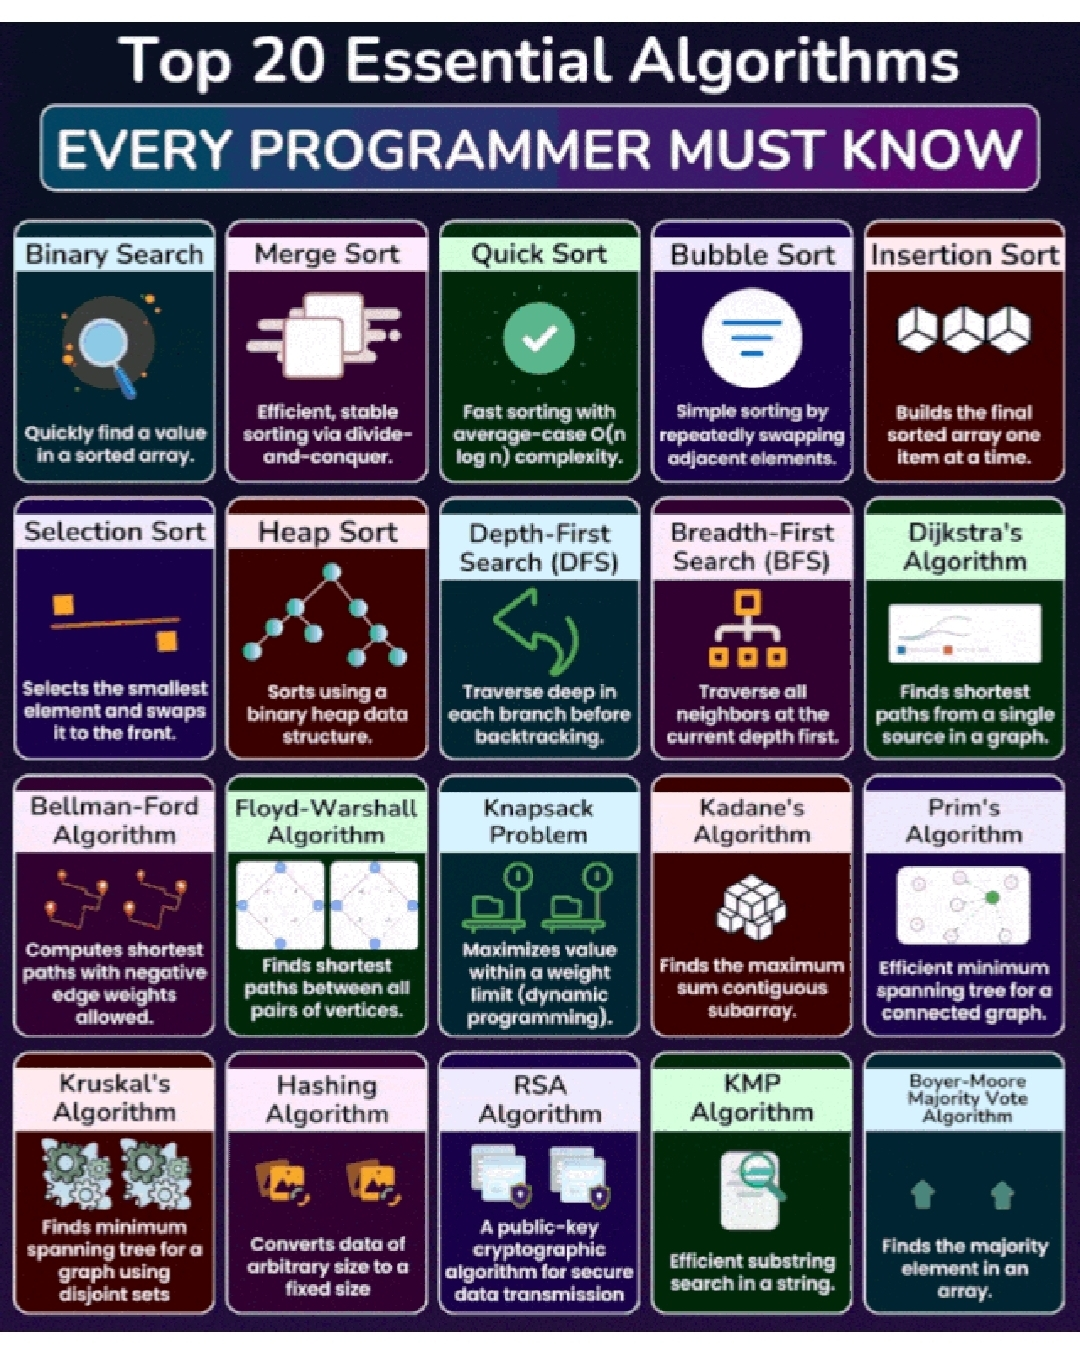 Top 20 Essential Algorithms
EVERY PROGRAMMER MUST KNOW
Binary Search
Quickly find a value
in a sorted array.
Merge Sort
Efficient, stable
sorting via divide-
and-conquer.
Quick Sort
Fast sorting with
average-case O(n
log n) complexity.
Bubble Sort
Simple sorting by
repeatedly swapping
adjacent elements.
Insertion Sort
Builds the final
sorted array one
item at a time.
Selection Sort
Selects the smallest
element and swaps
it to the front.
Heap Sort
Sorts using a
binary heap data
structure.
Depth-First
Search (DFS)
Traverse deep in
each branch before
backtracking.
Breadth-First
Search (BFS)
Traverse all
neighbors at the
current depth first.
Dijkstra's
Algorithm
Finds shortest
paths from a single
source in a graph.
Bellman-Ford
Algorithm
Computes shortest
paths with negative
edge weights
allowed.
Floyd-Warshall
Algorithm
Finds shortest
paths between all
pairs of vertices.
Knapsack
Problem
Maximizes value
within a weight
limit (dynamic
programming).
Kadane's
Algorithm
Finds the maximum
sum contiguous
subarray.
Prim's
Algorithm
Efficient minimum
spanning tree for a
connected graph.
Kruskal's
Algorithm
Finds minimum
spanning tree for a
graph using
disjoint sets
Hashing
Algorithm
Converts data of
arbitrary size to a
fixed size
RSA
Algorithm
A public-key
cryptographic
algorithm for secure
data transmission
KMP
Algorithm
Efficient substring
search in a string.
Boyer-Moore
Majority Vote
Algorithm
Finds the majority
element in an
array.